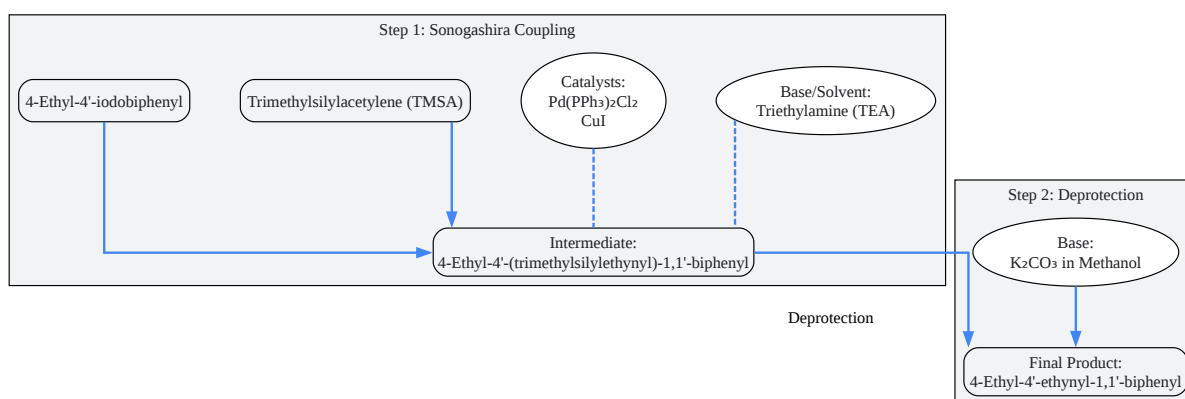 Step 1: Sonogashira Coupling
4-Ethyl-4'-iodobiphenyl
Trimethylsilylacetylene (TMSA)
Catalysts:
Pd(PPh₃)₂Cl₂
CuI
Base/Solvent:
Triethylamine (TEA)
Intermediate:
4-Ethyl-4'-(trimethylsilylethynyl)-1,1'-biphenyl
Deprotection
Step 2: Deprotection
Base:
K₂CO₃ in Methanol
Final Product:
4-Ethyl-4'-ethynyl-1,1'-biphenyl